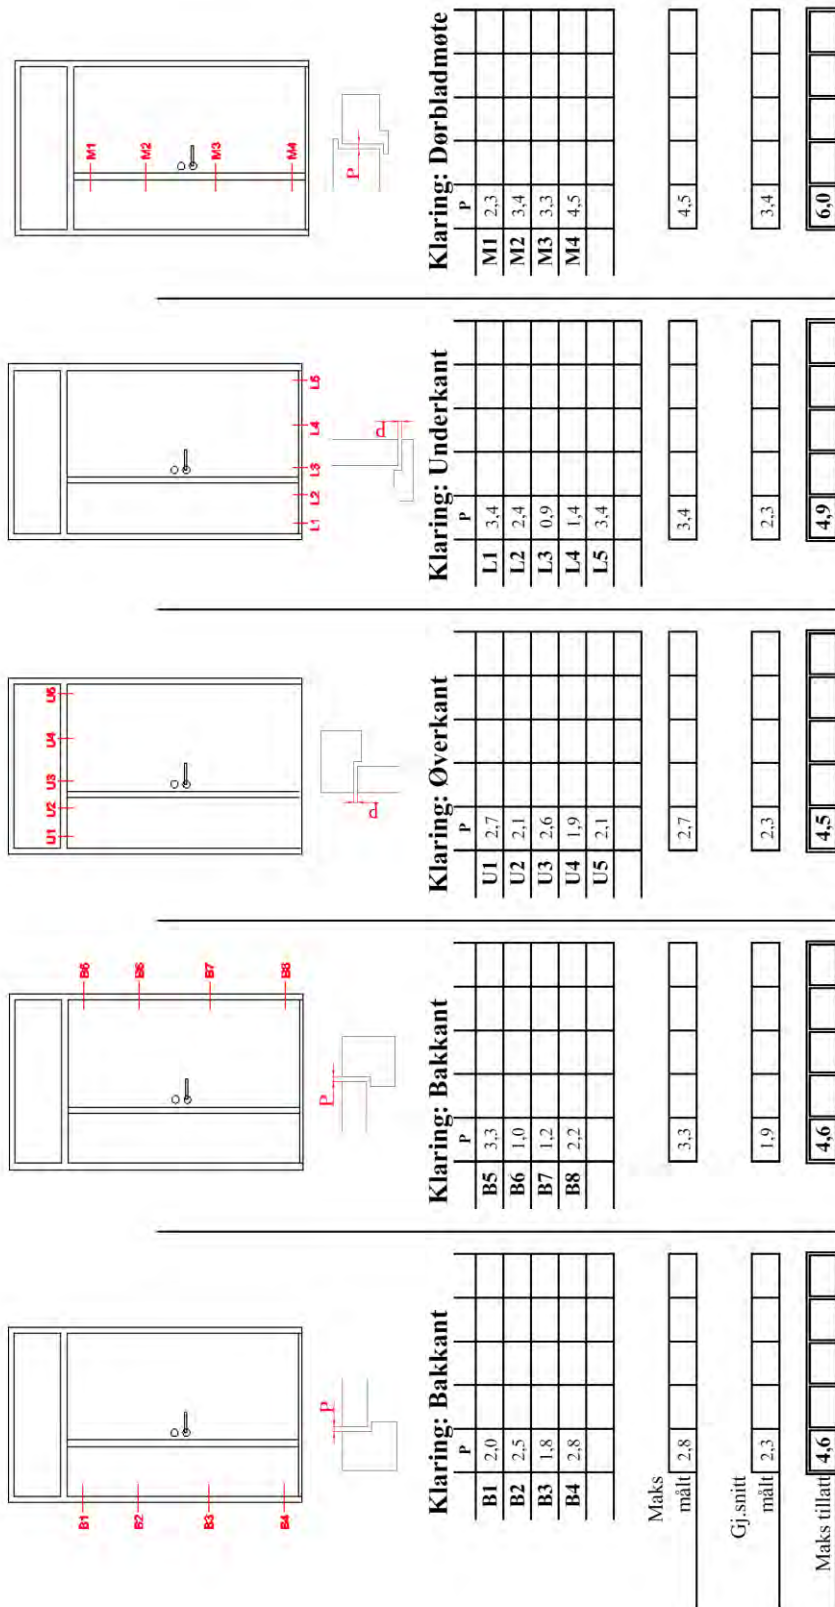 B1
B2
B3
B4
P
Klaring: Bakkant
P
B1 2,0
B2 2,5
B3 1,8
B4 2,8
Maks
målt 2,8
Gj.snitt
målt 2,3
Maks tillatt 4,6
B5
B6
B7
B8
P
Klaring: Bakkant
P
B5 3,3
B6 1,0
B7 1,2
B8 2,2
3,3
1,9
4,6
U1 U2 U3 U4 U5
P
Klaring: Øverkant
P
U1 2,7
U2 2,1
U3 2,6
U4 1,9
U5 2,1
2,7
2,3
4,5
L1 L2 L3 L4 L5
P
Klaring: Underkant
P
L1 3,4
L2 2,4
L3 0,9
L4 1,4
L5 3,4
3,4
2,3
4,9
M1
M2
M3
M4
P
Klaring: Dørbladmøte
P
M1 2,3
M2 3,4
M3 3,3
M4 4,5
4,5
3,4
6,0